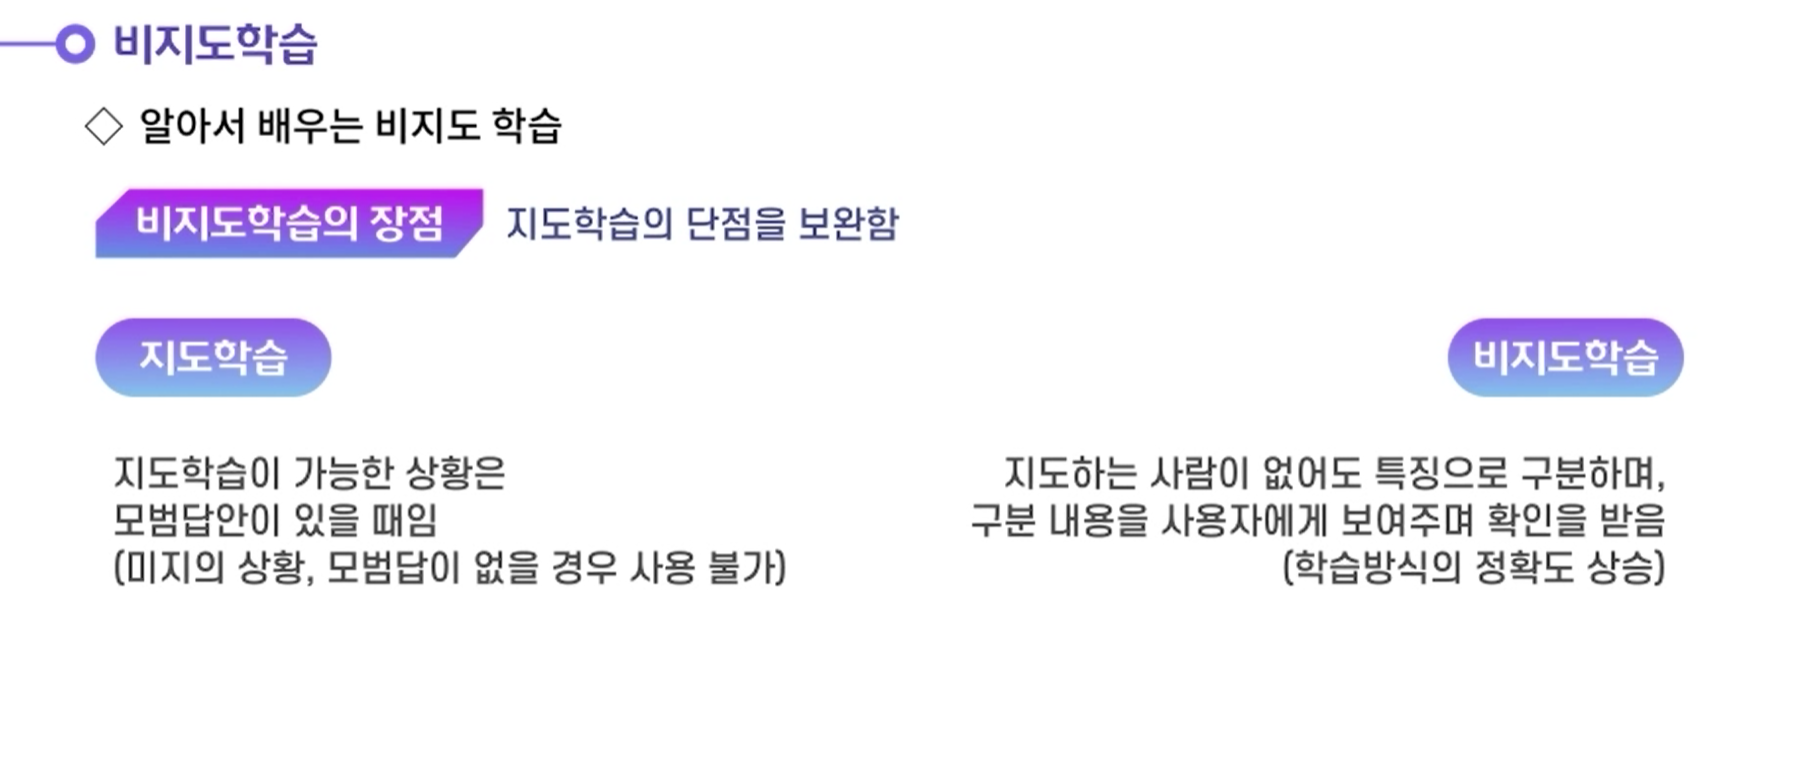 비지도학습
◇ 알아서 배우는 비지도 학습
비지도학습의 장점 지도학습의 단점을 보완함
지도학습
지도학습이 가능한 상황은
모범답안이 있을 때임
(미지의 상황, 모범답이 없을 경우 사용 불가)
비지도학습
지도하는 사람이 없어도 특징으로 구분하며,
구분 내용을 사용자에게 보여주며 확인을 받음
(학습방식의 정확도 상승)